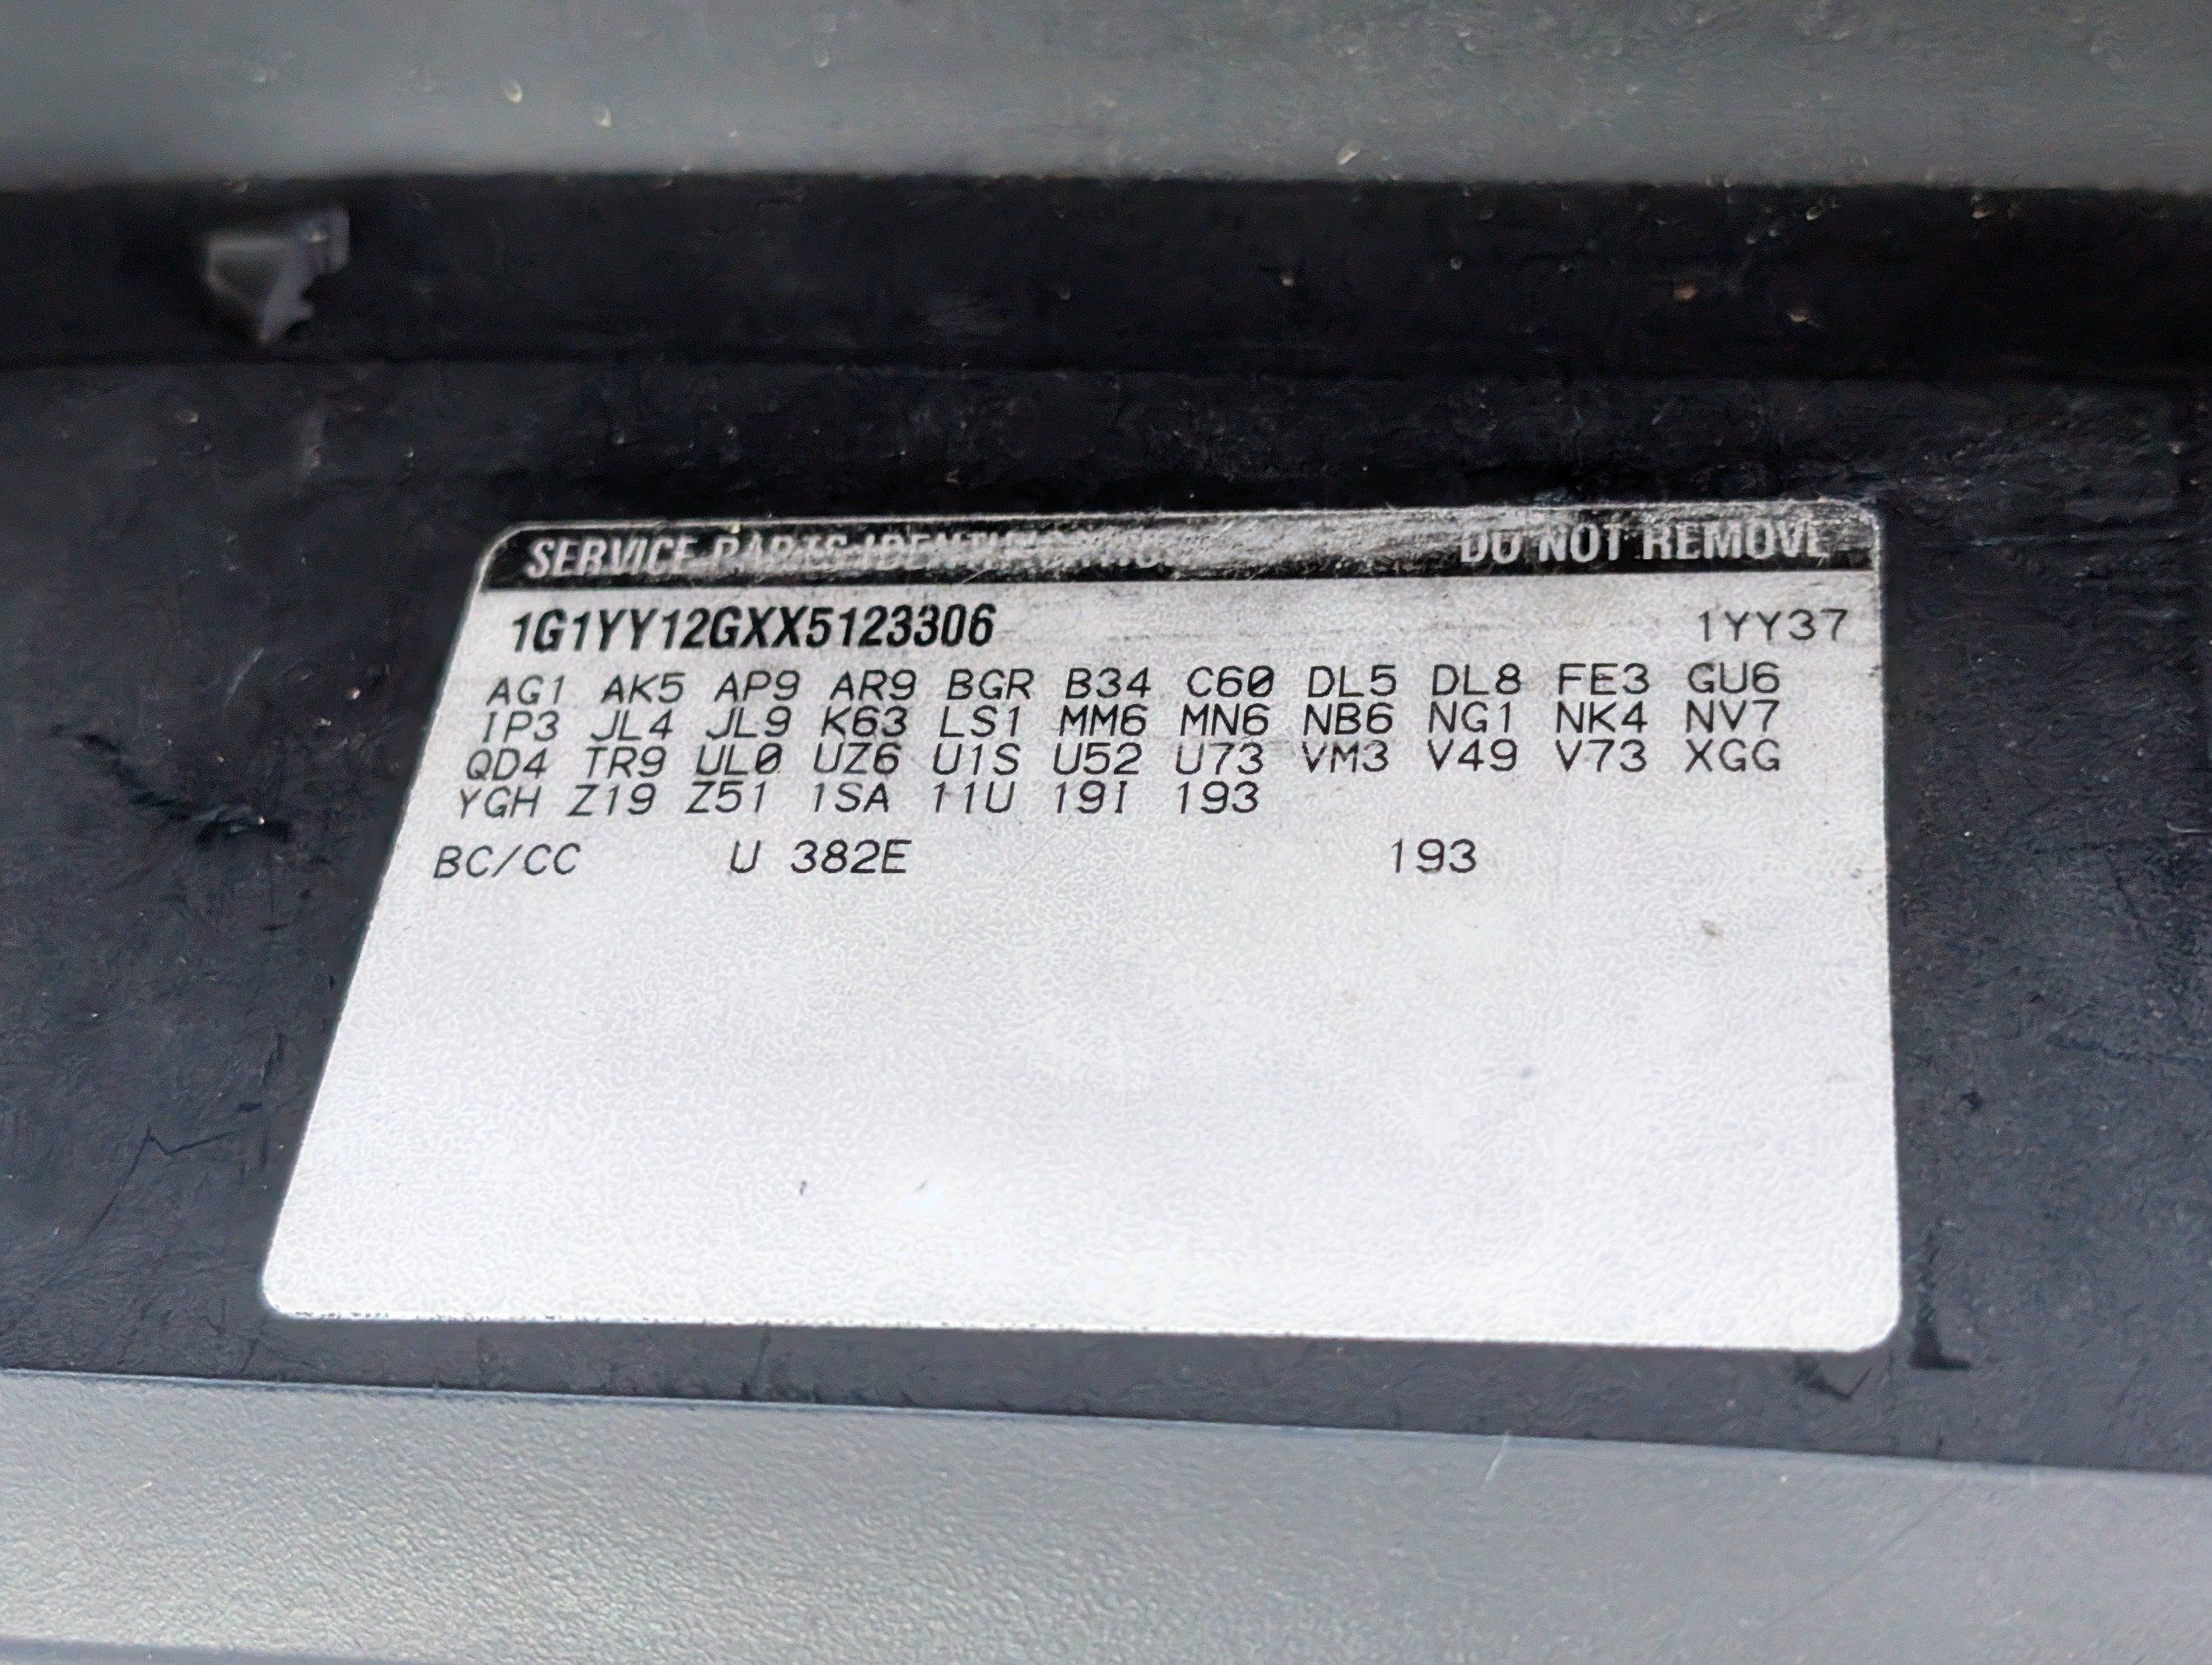 SERVICE PARTS IDENTIFICATION DO NOT REMOVE
1G1YY12GXX5123306 1YY37
AG1 AK5 AP9 AR9 BGR B34 C60 DL5 DL8 FE3 GU6
IP3 JL4 JL9 K63 LS1 MM6 MN6 NB6 NG1 NK4 NV7
QD4 TR9 UL0 UZ6 U1S U52 U73 VM3 V49 V73 XGG
YGH Z19 Z51 1SA 11U 19I 193
BC/CC U 382E 193